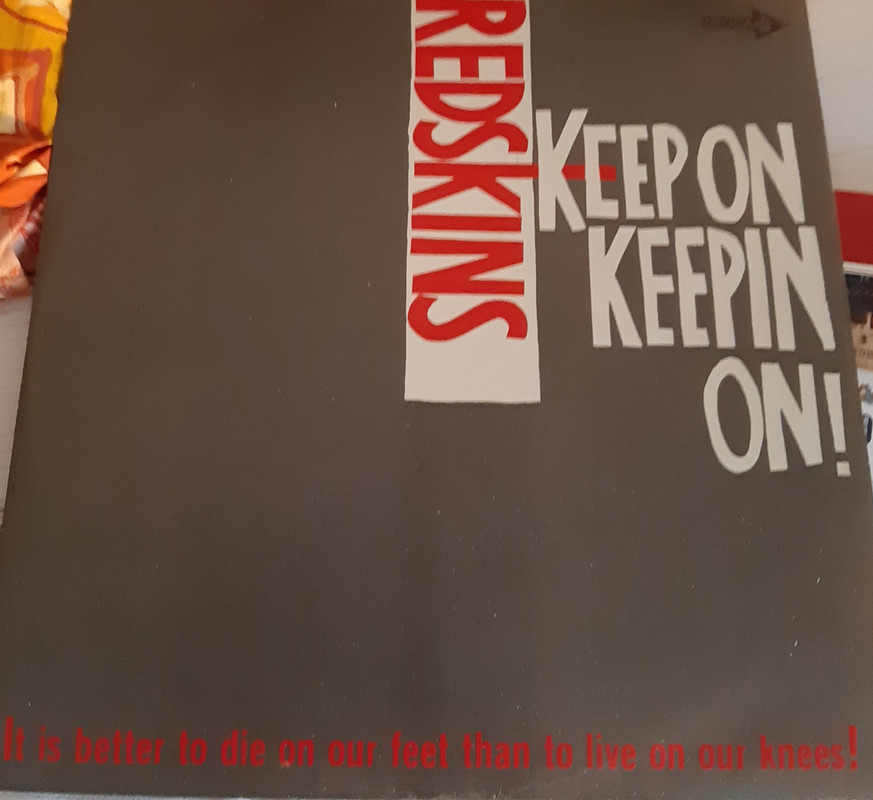 REDSKINS
KEEP ON
KEEPIN
ON!
It is better to die on our feet than to live on our knees!